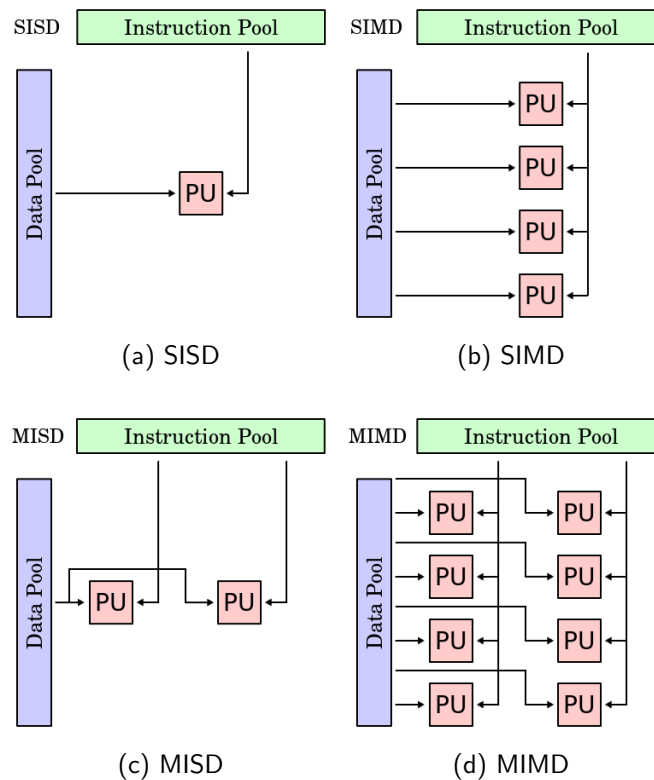 SISD Instruction Pool
Data Pool
PU
(a) SISD
SIMD Instruction Pool
Data Pool
PU
PU
PU
PU
(b) SIMD
MISD Instruction Pool
Data Pool
PU PU
(c) MISD
MIMD Instruction Pool
Data Pool
PU PU
PU PU
PU PU
PU PU
(d) MIMD